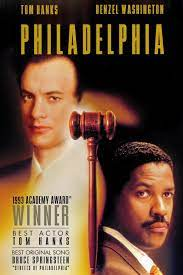 TOM HANKS DENZEL WASHINGTON
PHILADELPHIA
1993 ACADEMY AWARD
WINNER
BEST ACTOR
TOM HANKS
BEST ORIGINAL SONG
BRUCE SPRINGSTEEN
"STREETS OF PHILADELPHIA"